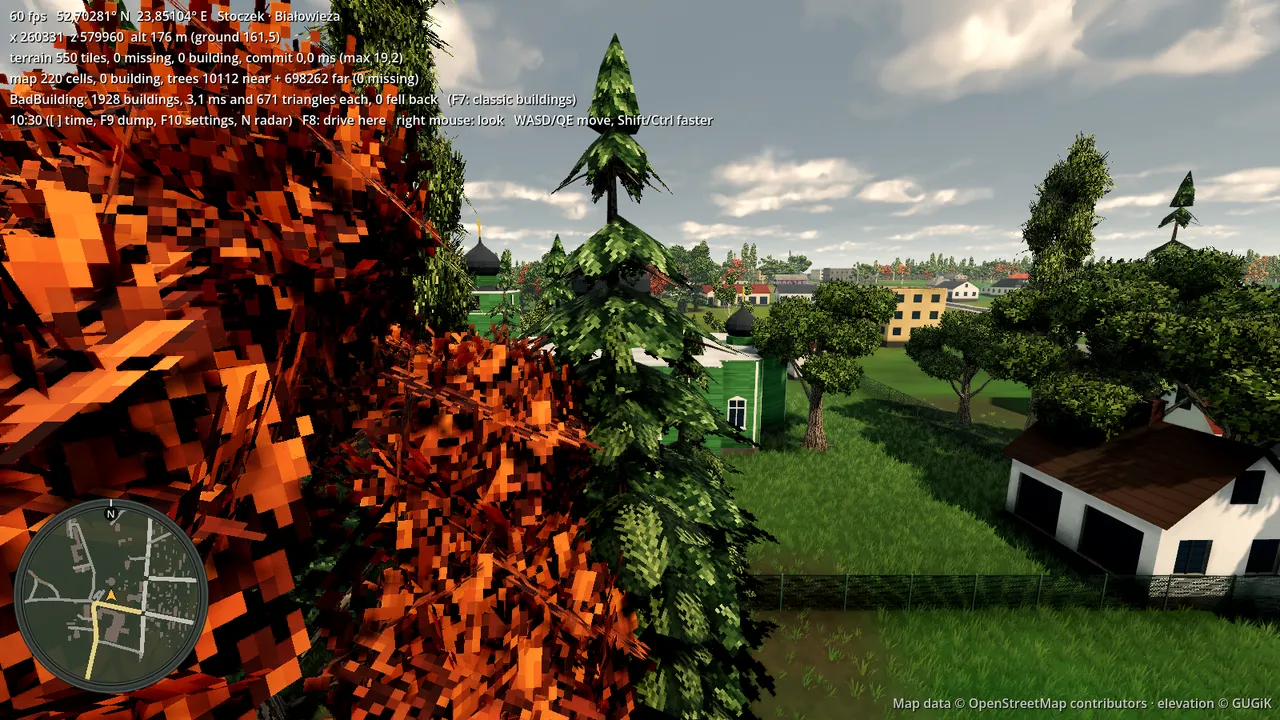 60 fps   52,70281° N  23,85104° E   Stoczek · Białowieża
x 260331  z 579960  alt 176 m (ground 161,5)
terrain 550 tiles, 0 missing, 0 building, commit 0,0 ms (max 19,2)
map 220 cells, 0 building, trees 10112 near + 698262 far (0 missing)
BadBuilding: 1928 buildings, 3,1 ms and 671 triangles each, 0 fell back   (F7: classic buildings)
10:30 ([ ] time, F9 dump, F10 settings, N radar)   F8: drive here   right mouse: look   WASD/QE move, Shift/Ctrl faster
N
Map data © OpenStreetMap contributors · elevation © GUGiK